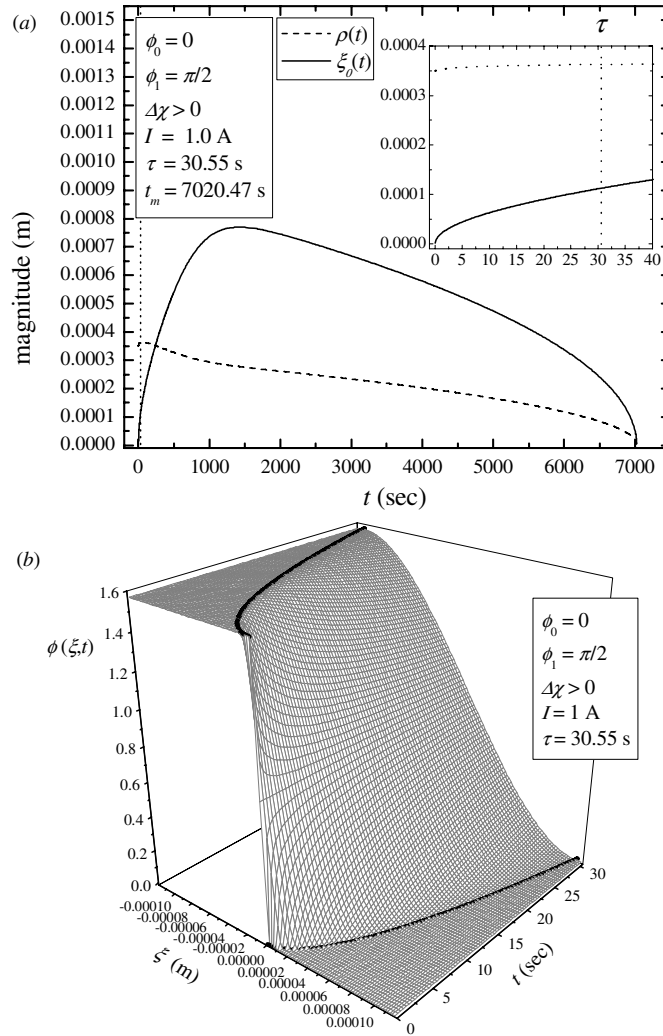 (a)
0.0015
0.0014
0.0013
0.0012
0.0011
0.0010
0.0009
0.0008
0.0007
0.0006
0.0005
0.0004
0.0003
0.0002
0.0001
0.0000
magnitude (m)
ϕ₀ = 0
ϕ₁ = π/2
Δχ > 0
I = 1.0 A
τ = 30.55 s
tₘ = 7020.47 s
ρ(t)
ξ₀(t)
τ
0.0004
0.0003
0.0002
0.0001
0.0000
0 5 10 15 20 25 30 35 40
0 1000 2000 3000 4000 5000 6000 7000
t (sec)
(b)
1.6
1.4
1.2
1.0
0.8
0.6
0.4
0.2
0.0
ϕ (ξ,t)
ϕ₀ = 0
ϕ₁ = π/2
Δχ > 0
I = 1 A
τ = 30.55 s
-0.00010
-0.00008
-0.00006
-0.00004
-0.00002
0.00000
0.00002
0.00004
0.00006
0.00008
0.00010
ξ (m)
0
5
10
15
20
25
30
t (sec)